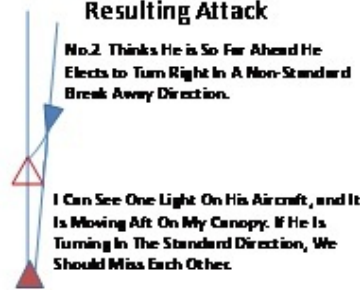 Resulting Attack
No.2 Thinks He is So Far Ahead He
Elects to Turn Right In A Non-Standard
Break Away Direction.
I Can See One Light On His Aircraft, and It
Is Moving Aft On My Canopy. If He Is
Turning In The Standard Direction, We
Should Miss Each Other.